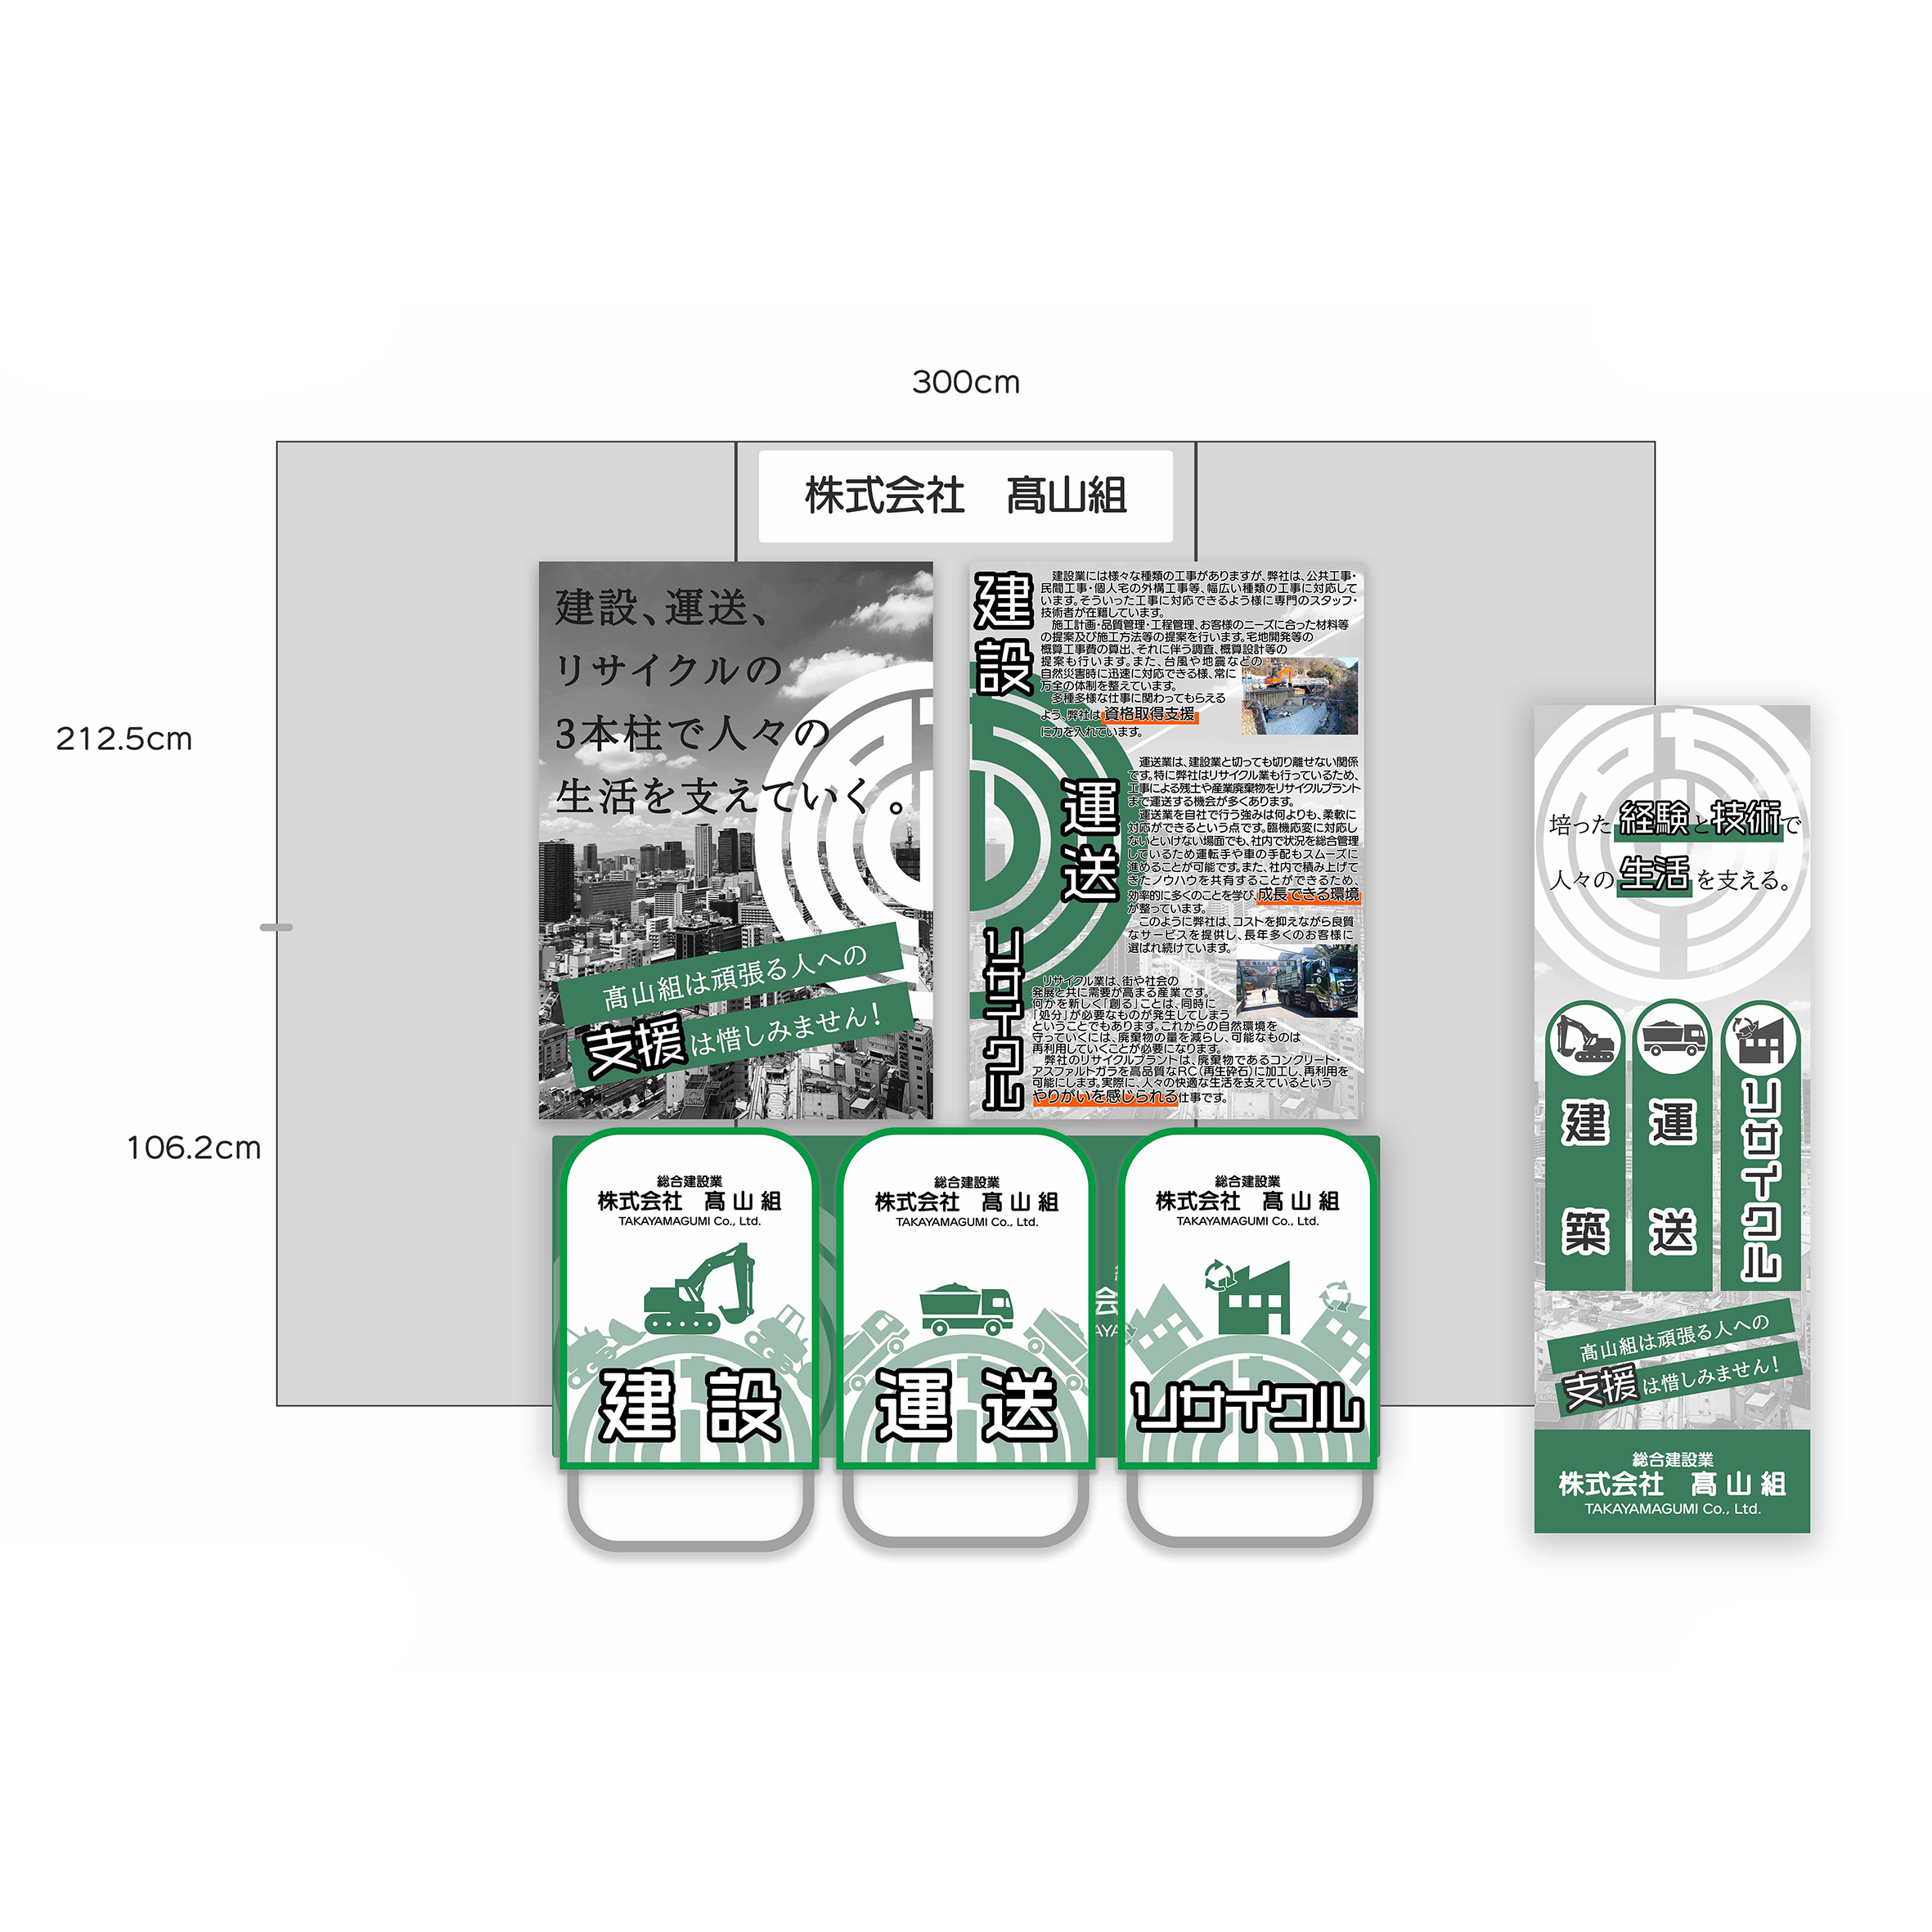 300cm
212.5cm
106.2cm
株式会社　髙山組
建設、運送、
リサイクルの
3本柱で人々の
生活を支えていく。
髙山組は頑張る人への
支援は惜しみません！
建設
建設業には様々な種類の工事がありますが、弊社は、公共工事・
民間工事・個人宅の外構工事等、幅広い種類の工事に対応して
います。そういった工事に対応できるよう様に専門のスタッフ・
技術者が在籍しています。
施工計画・品質管理・工程管理、お客様のニーズに合った材料等
の提案及び施工方法等の提案を行います。宅地開発等の
概算工事費の算出、それに伴う調査、概算設計等の
提案も行います。また、台風や地震などの
自然災害時に迅速に対応できる様、常に
万全の体制を整えています。
多種多様な仕事に関わってもらえる
よう、弊社は資格取得支援
に力を入れています。
運送
運送業は、建設業と切っても切り離せない関係
です。特に弊社はリサイクル業も行っているため、
工事による残土や産業廃棄物をリサイクルプラント
まで運送する機会が多くあります。
運送業を自社で行う強みは何よりも、柔軟に
対応ができるという点です。臨機応変に対応し
ないといけない場面でも、社内で状況を総合管理
しているため運転手や車の手配もスムーズに
進めることが可能です。また、社内で積み上げて
きたノウハウを共有することができるため、
効率的に多くのことを学び、成長できる環境
が整っています。
このように弊社は、コストを抑えながら良質
なサービスを提供し、長年多くのお客様に
選ばれ続けています。
リサイクル
リサイクル業は、街や社会の
発展と共に需要が高まる産業です。
何かを新しく「創る」ことは、同時に
「処分」が必要なものが発生してしまう
ということでもあります。これからの自然環境を
守っていくには、廃棄物の量を減らし、可能なものは
再利用していくことが必要になります。
弊社のリサイクルプラントは、廃棄物であるコンクリート・
アスファルトガラを高品質なRC（再生砕石）に加工し、再利用を
可能にします。実際に、人々の快適な生活を支えているという
やりがいを感じられる仕事です。
総合建設業
株式会社　髙山組
TAKAYAMAGUMI Co., Ltd.
建設
総合建設業
株式会社　髙山組
TAKAYAMAGUMI Co., Ltd.
運送
会
AYA
総合建設業
株式会社　髙山組
TAKAYAMAGUMI Co., Ltd.
リサイクル
培った経験と技術で
人々の生活を支える。
建築
運送
リサイクル
髙山組は頑張る人への
支援は惜しみません！
総合建設業
株式会社　髙山組
TAKAYAMAGUMI Co., Ltd.